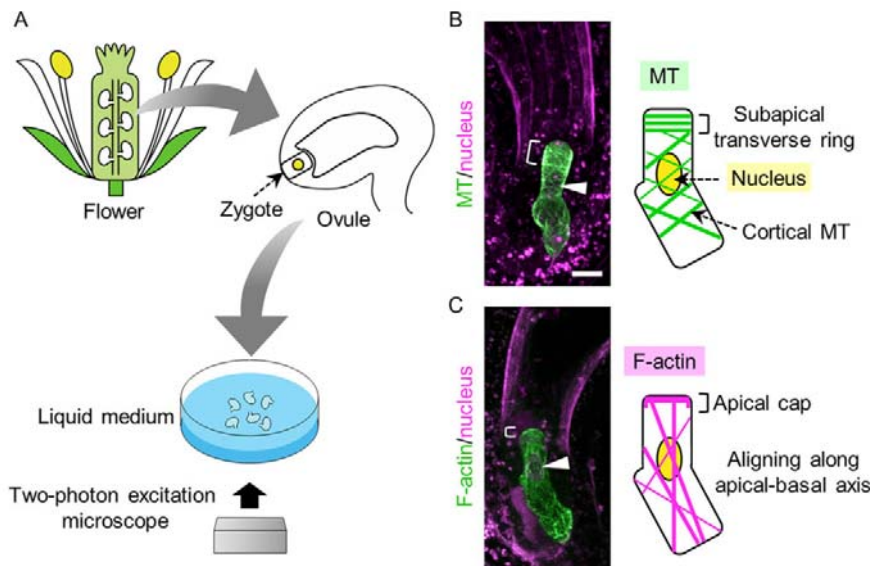 A
Flower
Zygote
Ovule
Liquid medium
Two-photon excitation
microscope
B
MT/nucleus
MT
Subapical
transverse ring
Nucleus
Cortical MT
C
F-actin/nucleus
F-actin
Apical cap
Aligning along
apical-basal axis